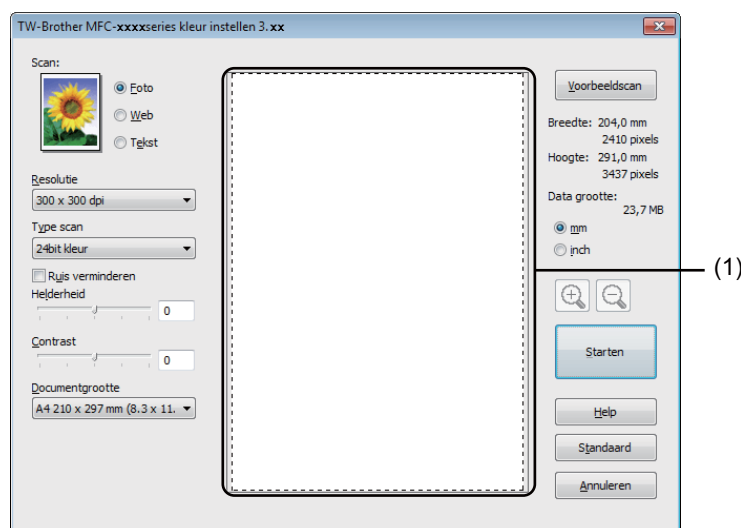 TW-Brother MFC-xxxxseries kleur instellen 3.xx
Scan:
Foto
Web
Tekst
Resolutie
300 x 300 dpi
Type scan
24bit kleur
Ruis verminderen
Helderheid
0
Contrast
0
Documentgrootte
A4 210 x 297 mm (8.3 x 11.
Voorbeeldscan
Breedte: 204,0 mm
2410 pixels
Hoogte: 291,0 mm
3437 pixels
Data grootte:
23,7 MB
mm
inch
Starten
Help
Standaard
Annuleren
(1)